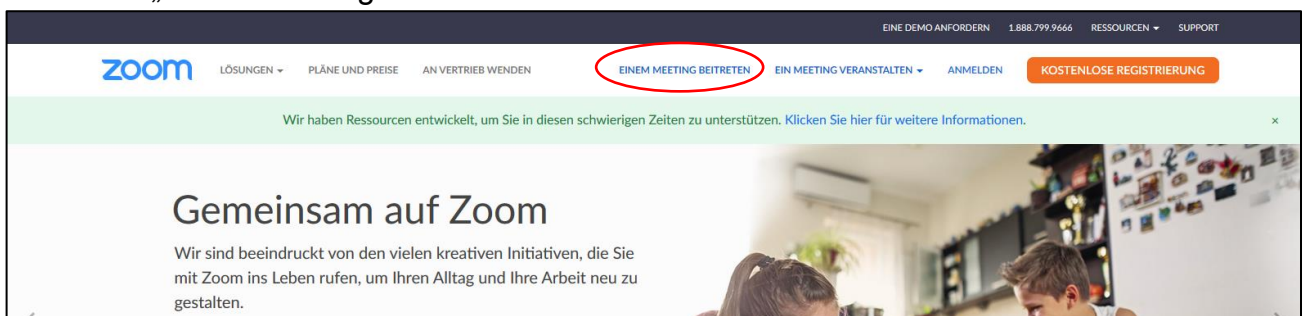 EINE DEMO ANFORDERN 1.888.799.9666 RESSOURCEN SUPPORT
zoom LÖSUNGEN PLÄNE UND PREISE AN VERTRIEB WENDEN EINEM MEETING BEITRETEN EIN MEETING VERANSTALTEN ANMELDEN KOSTENLOSE REGISTRIERUNG
Wir haben Ressourcen entwickelt, um Sie in diesen schwierigen Zeiten zu unterstützen. Klicken Sie hier für weitere Informationen. ×
Gemeinsam auf Zoom
Wir sind beeindruckt von den vielen kreativen Initiativen, die Sie
mit Zoom ins Leben rufen, um Ihren Alltag und Ihre Arbeit neu zu
gestalten.